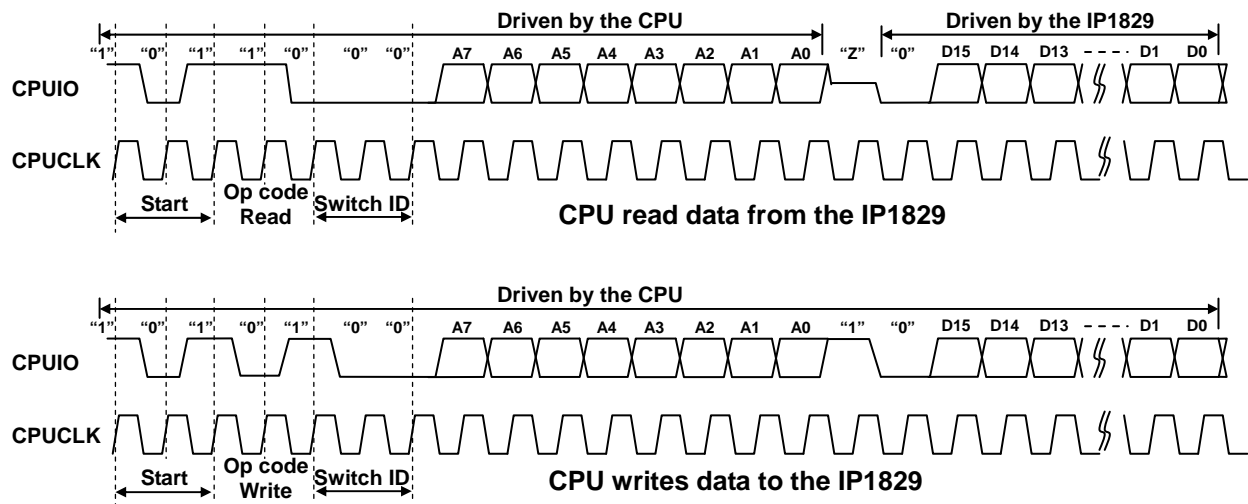 Driven by the CPU Driven by the IP1829
“1” “0” “1” “1” “0” “0” “0” A7 A6 A5 A4 A3 A2 A1 A0 “Z” “0” D15 D14 D13 D1 D0
CPUIO
CPUCLK
Start Op code Read Switch ID
CPU read data from the IP1829
Driven by the CPU
“1” “0” “1” “0” “1” “0” “0” A7 A6 A5 A4 A3 A2 A1 A0 “1” “0” D15 D14 D13 D1 D0
CPUIO
CPUCLK
Start Op code Write Switch ID
CPU writes data to the IP1829